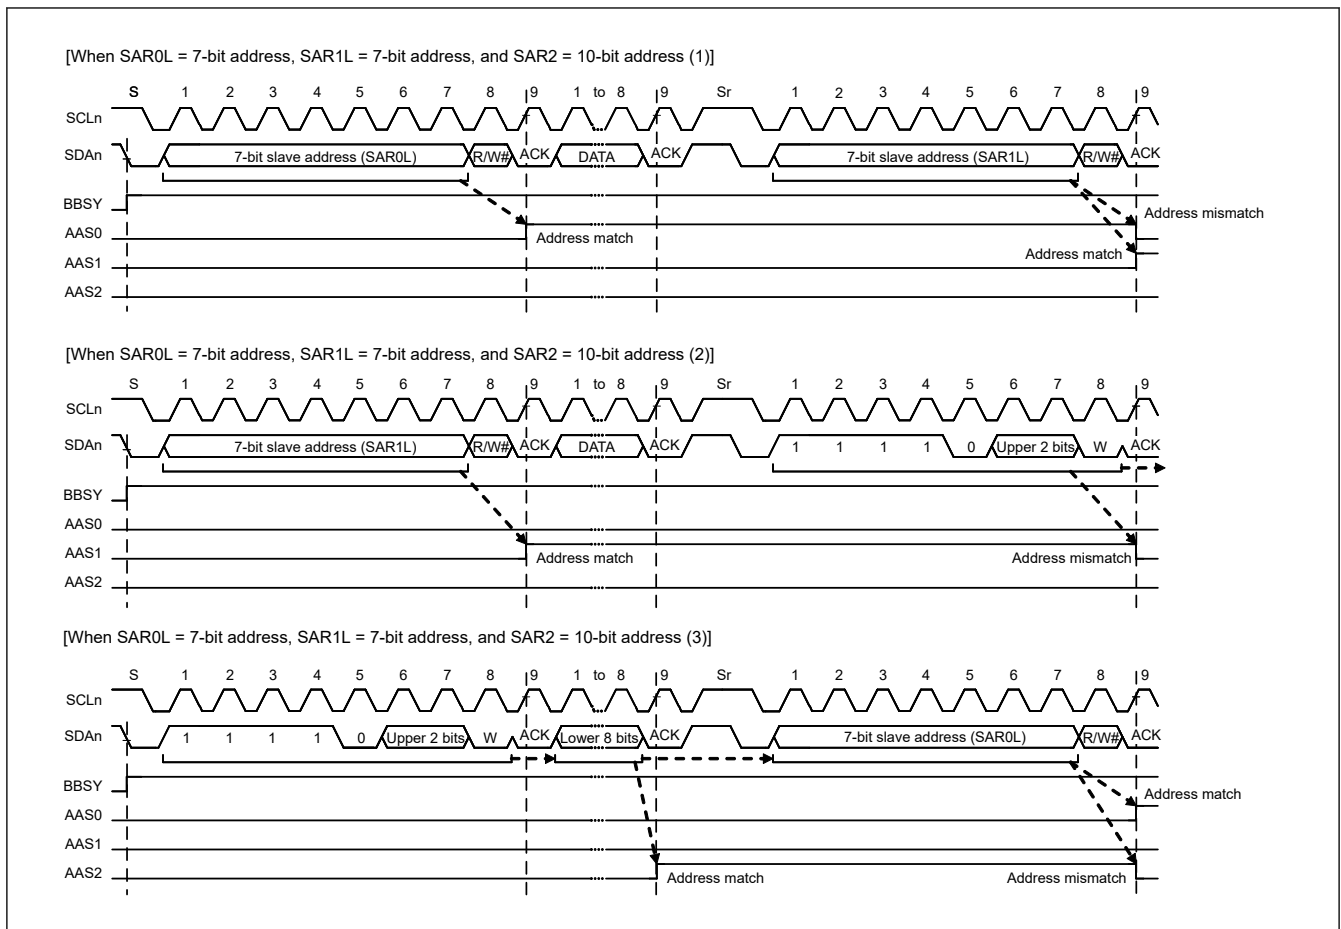 [When SAR0L = 7-bit address, SAR1L = 7-bit address, and SAR2 = 10-bit address (1)]
S 1 2 3 4 5 6 7 8 9 1 to 8 9 Sr 1 2 3 4 5 6 7 8 9
SCLn
SDAn 7-bit slave address (SAR0L) R/W# ACK DATA ACK 7-bit slave address (SAR1L) R/W# ACK
BBSY
Address mismatch
AAS0
Address match
Address match
AAS1
AAS2
[When SAR0L = 7-bit address, SAR1L = 7-bit address, and SAR2 = 10-bit address (2)]
S 1 2 3 4 5 6 7 8 9 1 to 8 9 Sr 1 2 3 4 5 6 7 8 9
SCLn
SDAn 7-bit slave address (SAR1L) R/W# ACK DATA ACK 1 1 1 1 0 Upper 2 bits W ACK
BBSY
AAS0
AAS1
Address match Address mismatch
AAS2
[When SAR0L = 7-bit address, SAR1L = 7-bit address, and SAR2 = 10-bit address (3)]
S 1 2 3 4 5 6 7 8 9 1 to 8 9 Sr 1 2 3 4 5 6 7 8 9
SCLn
SDAn 1 1 1 1 0 Upper 2 bits W ACK Lower 8 bits ACK 7-bit slave address (SAR0L) R/W# ACK
BBSY
Address match
AAS0
AAS1
AAS2
Address match Address mismatch